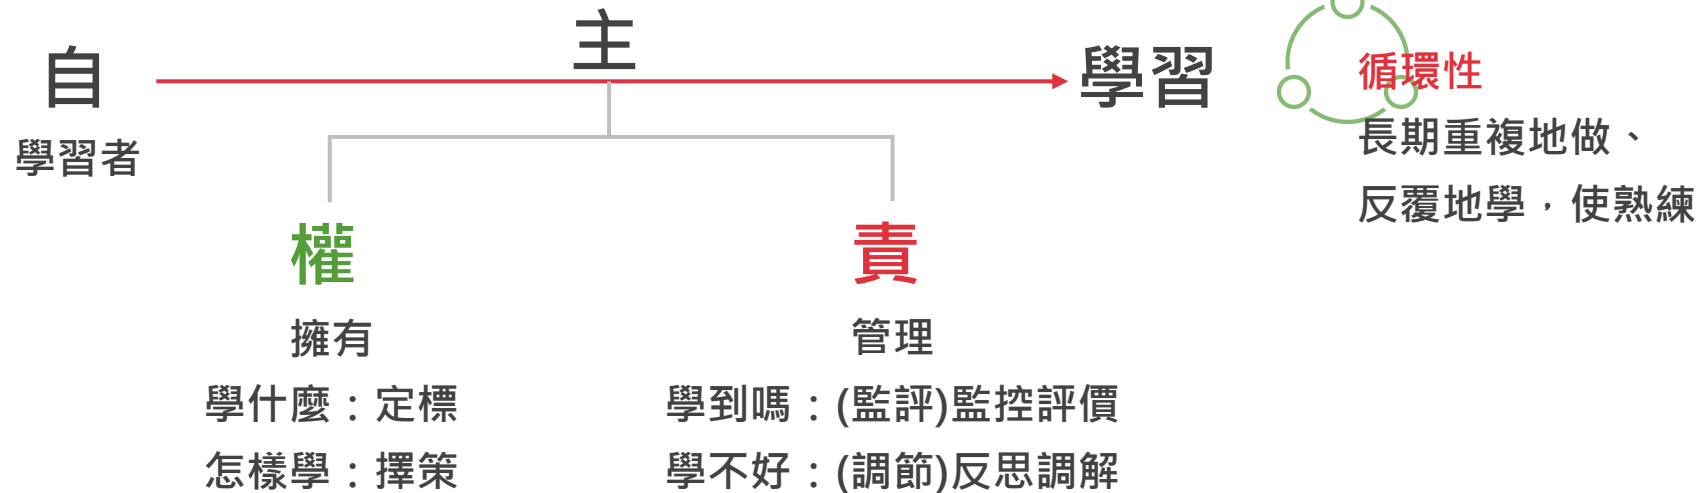 自
學習者
主
學習
循環性
長期重複地做、
反覆地學，使熟練
權
擁有
學什麼：定標
怎樣學：擇策
責
管理
學到嗎：(監評)監控評價
學不好：(調節)反思調解